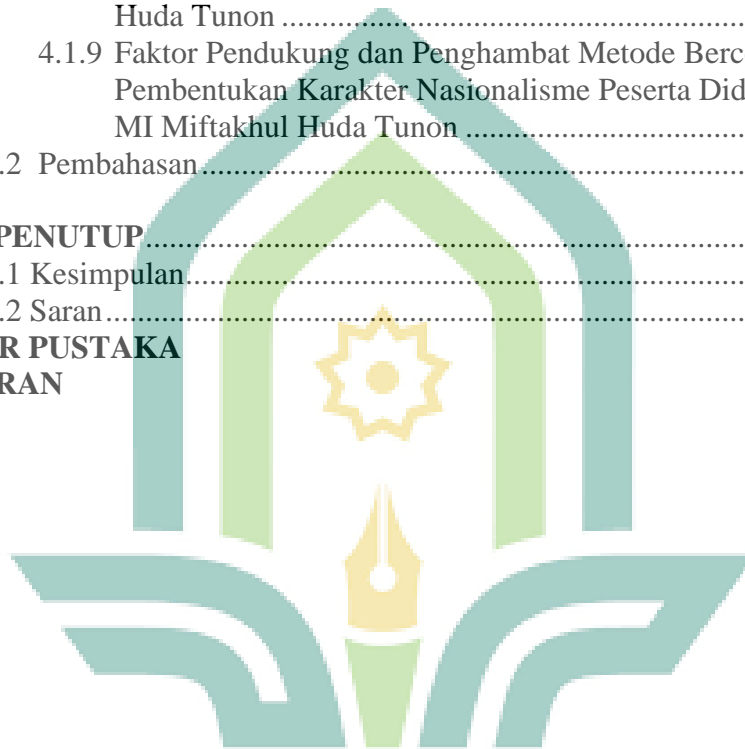 Huda Tunon ................................................................
4.1.9 Faktor Pendukung dan Penghambat Metode Berc
Pembentukan Karakter Nasionalisme Peserta Did
MI Miftakhul Huda Tunon ........................................
.2 Pembahasan................................................................
PENUTUP................................................................
.1 Kesimpulan................................................................
.2 Saran................................................................
R PUSTAKA
RAN